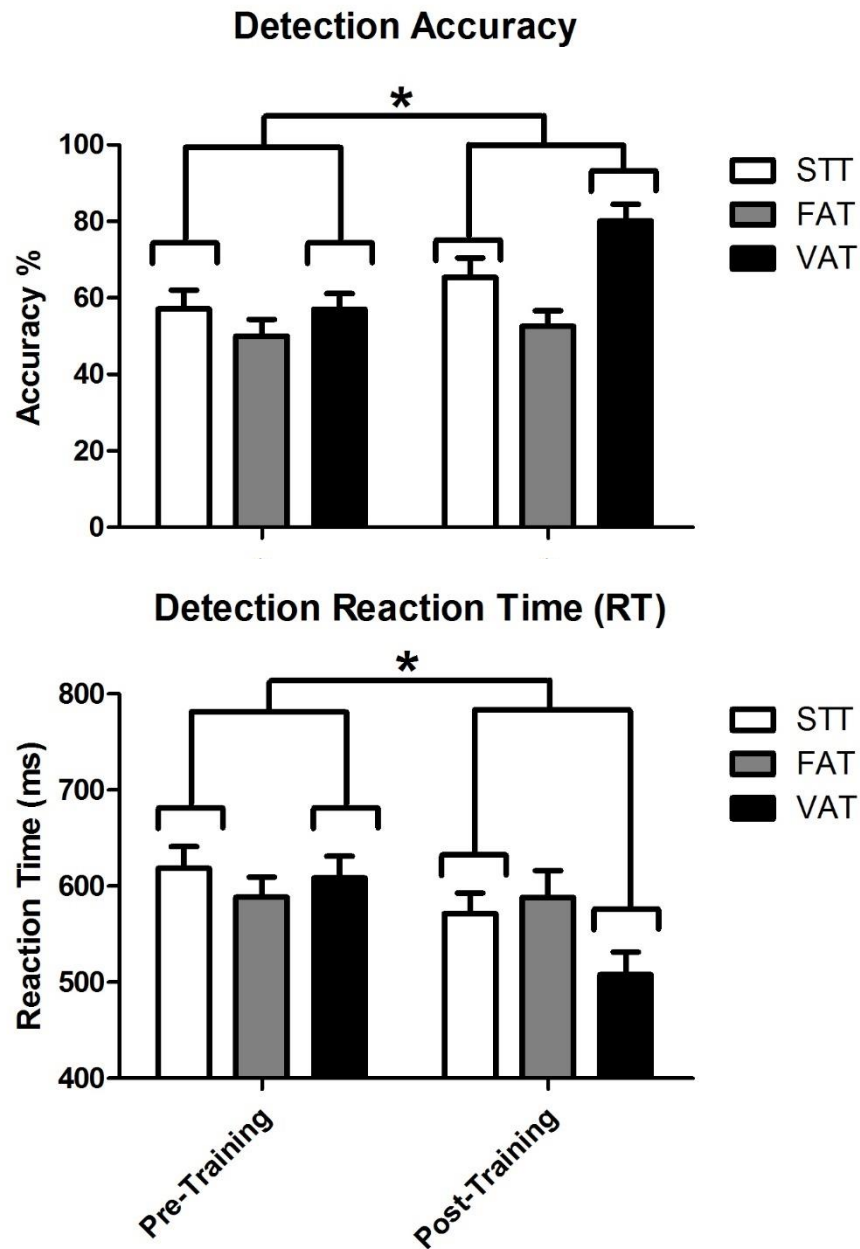 Detection Accuracy
*
100
80
60
40
20
0
Accuracy %
STT
FAT
VAT
Detection Reaction Time (RT)
*
800
700
600
500
400
Reaction Time (ms)
STT
FAT
VAT
Pre-Training
Post-Training